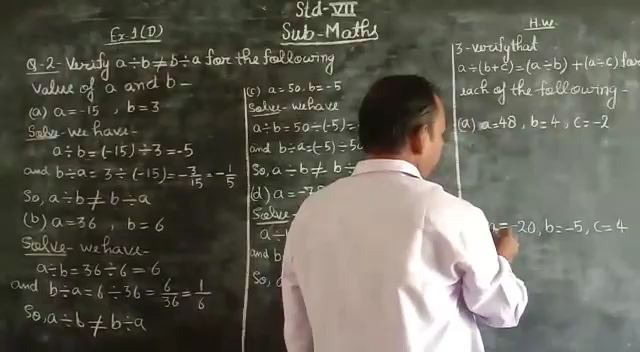 Std-VII
Sub-Maths
Ex.1(D)
Q-2- Verify a÷b≠b÷a for the following
value of a and b-
(a) a=-15, b=3
Solve- we have-
a÷b=(-15)÷3=-5
and b÷a=3÷(-15)=-3/15=-1/5
So, a÷b≠b÷a
(b) a=36, b=6
Solve- we have-
a÷b=36÷6=6
and b÷a=6÷36=6/36=1/6
So, a÷b≠b÷a
(c) a=50, b=-5
Solve- we have
a÷b=50÷(-5)=
and b÷a=(-5)÷50
So, a÷b≠b÷
(d) a=-7
Solve-
a÷b
and b
So, a
H.W.
3- verify that
a÷(b+c)=(a÷b)+(a÷c) for
each of the following-
(a) a=48, b=4, c=-2
a=-20, b=-5, c=4